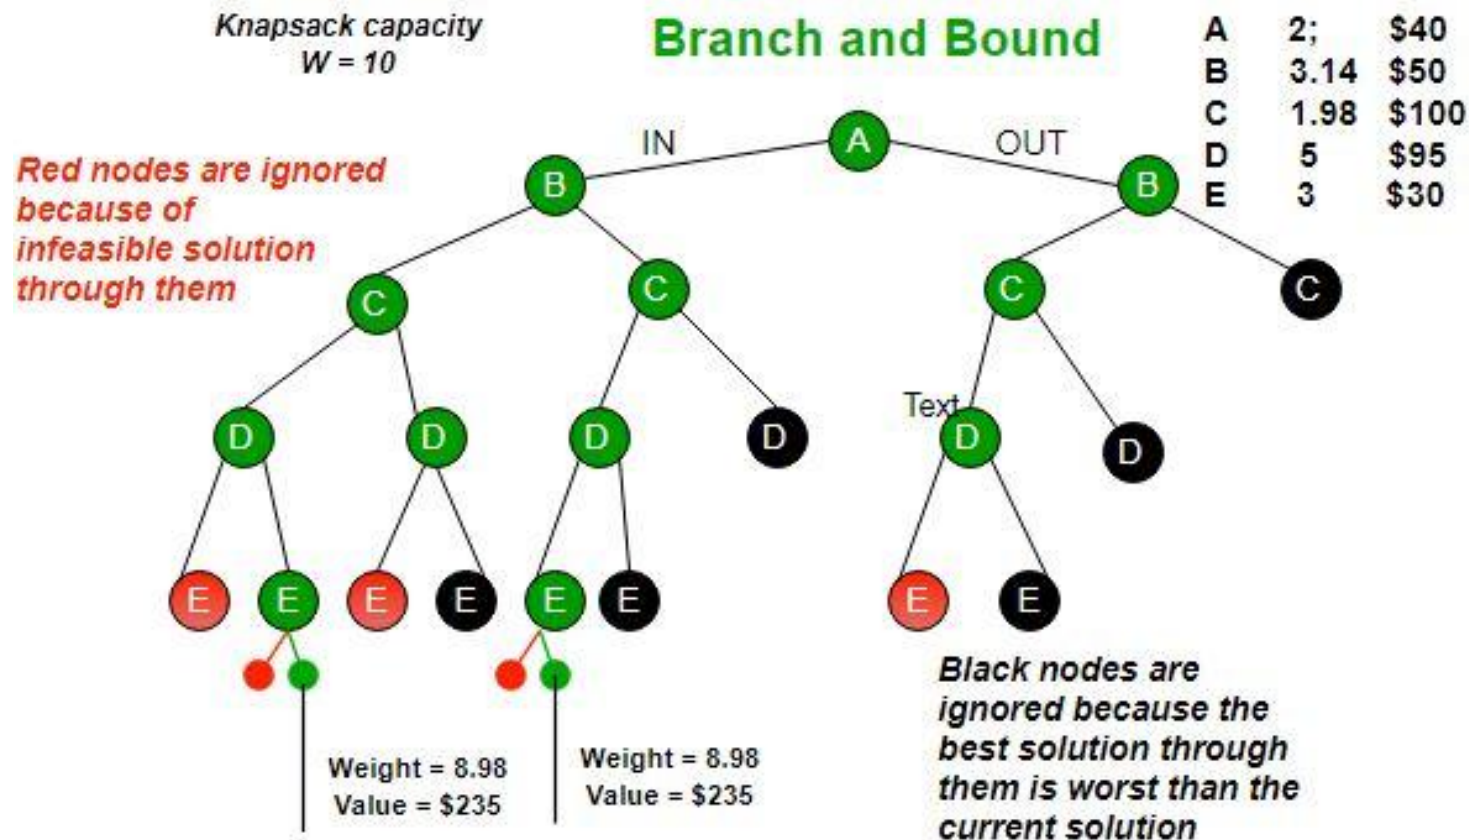 Knapsack capacity
W = 10
Branch and Bound
A 2; $40
B 3.14 $50
C 1.98 $100
D 5 $95
E 3 $30
Red nodes are ignored
because of
infeasible solution
through them
A
IN
OUT
B
B
C
C
C
C
Text
D
D
D
D
D
D
E
E
E
E
E
E
E
E
Weight = 8.98
Value = $235
Weight = 8.98
Value = $235
Black nodes are
ignored because the
best solution through
them is worst than the
current solution